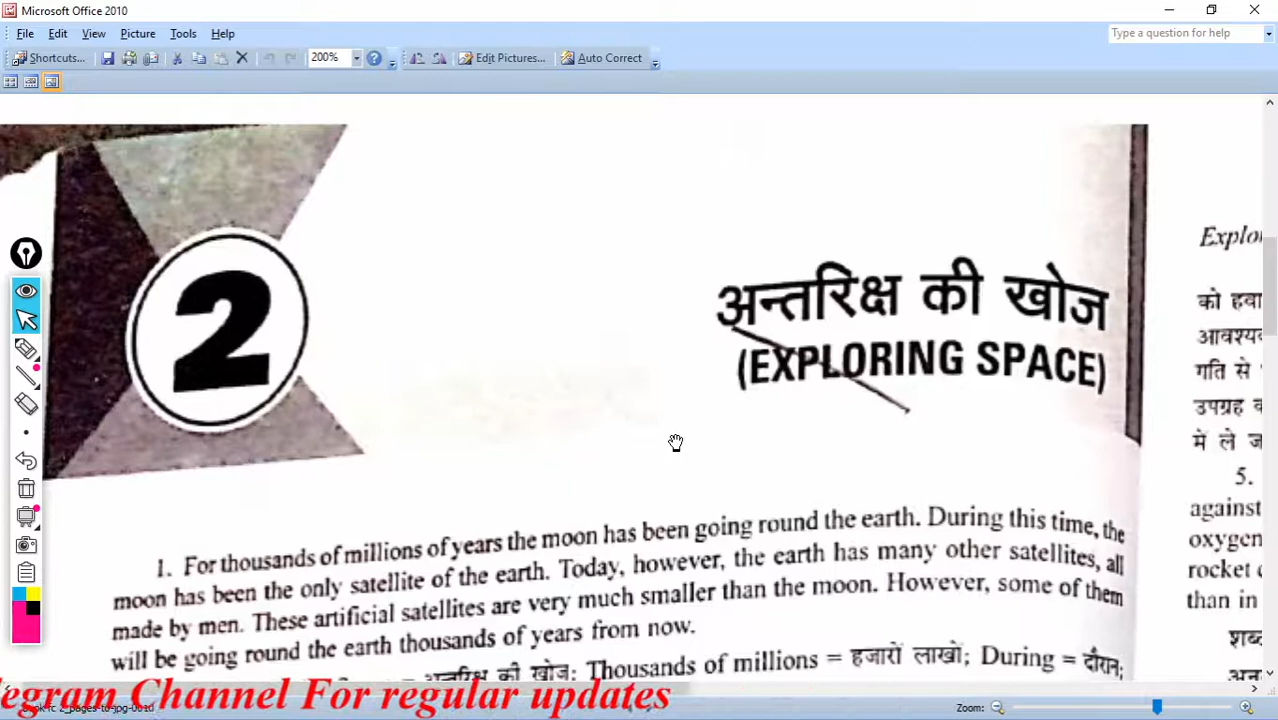 Microsoft Office 2010
File Edit View Picture Tools Help
Type a question for help
Shortcuts... 200% Edit Pictures... Auto Correct
2
अन्तरिक्ष की खोज
(EXPLORING SPACE)
1. For thousands of millions of years the moon has been going round the earth. During this time, the
moon has been the only satellite of the earth. Today, however, the earth has many other satellites, all
made by men. These artificial satellites are very much smaller than the moon. However, some of them
will be going round the earth thousands of years from now.
अन्तरिक्ष की खोज; Thousands of millions = हजारों लाखों; During = दौरान;
Explo
को हवा
आवश्यव
गति से
उपग्रह व
में ले ज
5.
against
oxygen
rocket
than in
शब्द
अन
legram Channel For regular updates
Zoom: